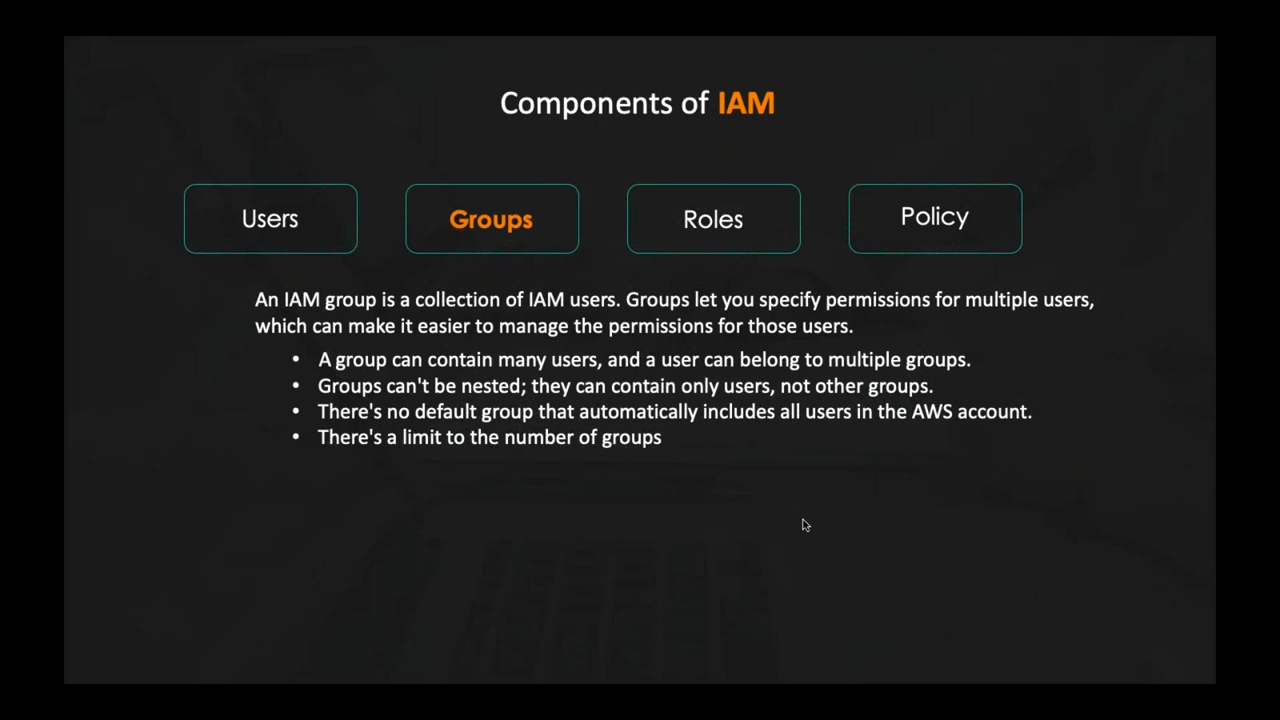 Components of IAM
Users
Groups
Roles
Policy
An IAM group is a collection of IAM users. Groups let you specify permissions for multiple users,
which can make it easier to manage the permissions for those users.
• A group can contain many users, and a user can belong to multiple groups.
• Groups can't be nested; they can contain only users, not other groups.
• There's no default group that automatically includes all users in the AWS account.
• There's a limit to the number of groups